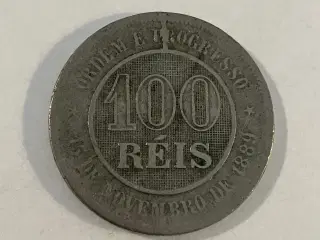 ORDEM E PROGRESSO
100
RÉIS
15 DE NOVEMBRO DE 1889